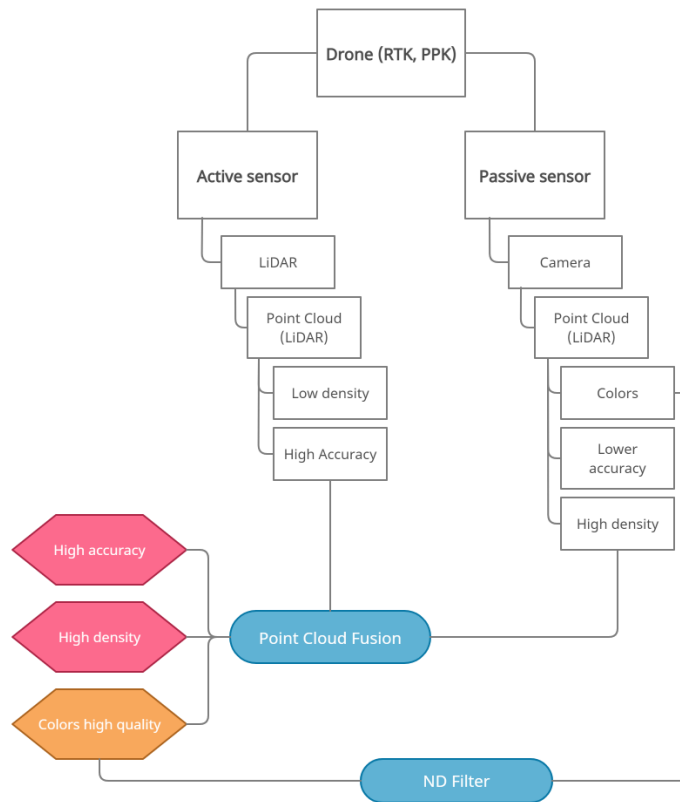 Drone (RTK, PPK)
Active sensor
Passive sensor
LiDAR
Camera
Point Cloud
(LiDAR)
Point Cloud
(LiDAR)
Low density
Colors
High Accuracy
Lower
accuracy
High density
High accuracy
High density
Point Cloud Fusion
Colors high quality
ND Filter